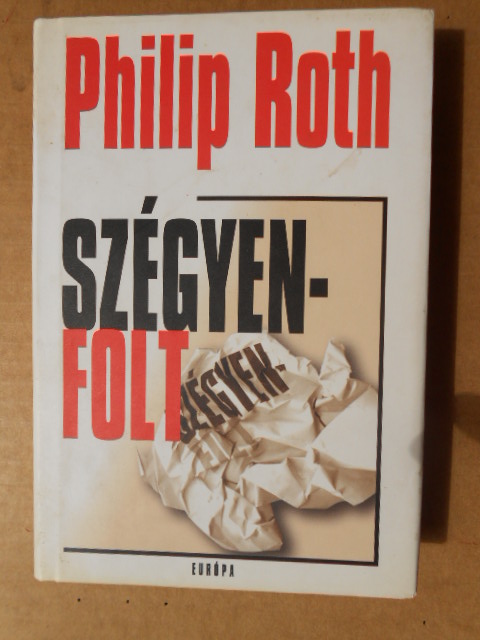 Philip Roth
SZÉGYEN-
FOLT
SZÉGYEN-
EURÓPA